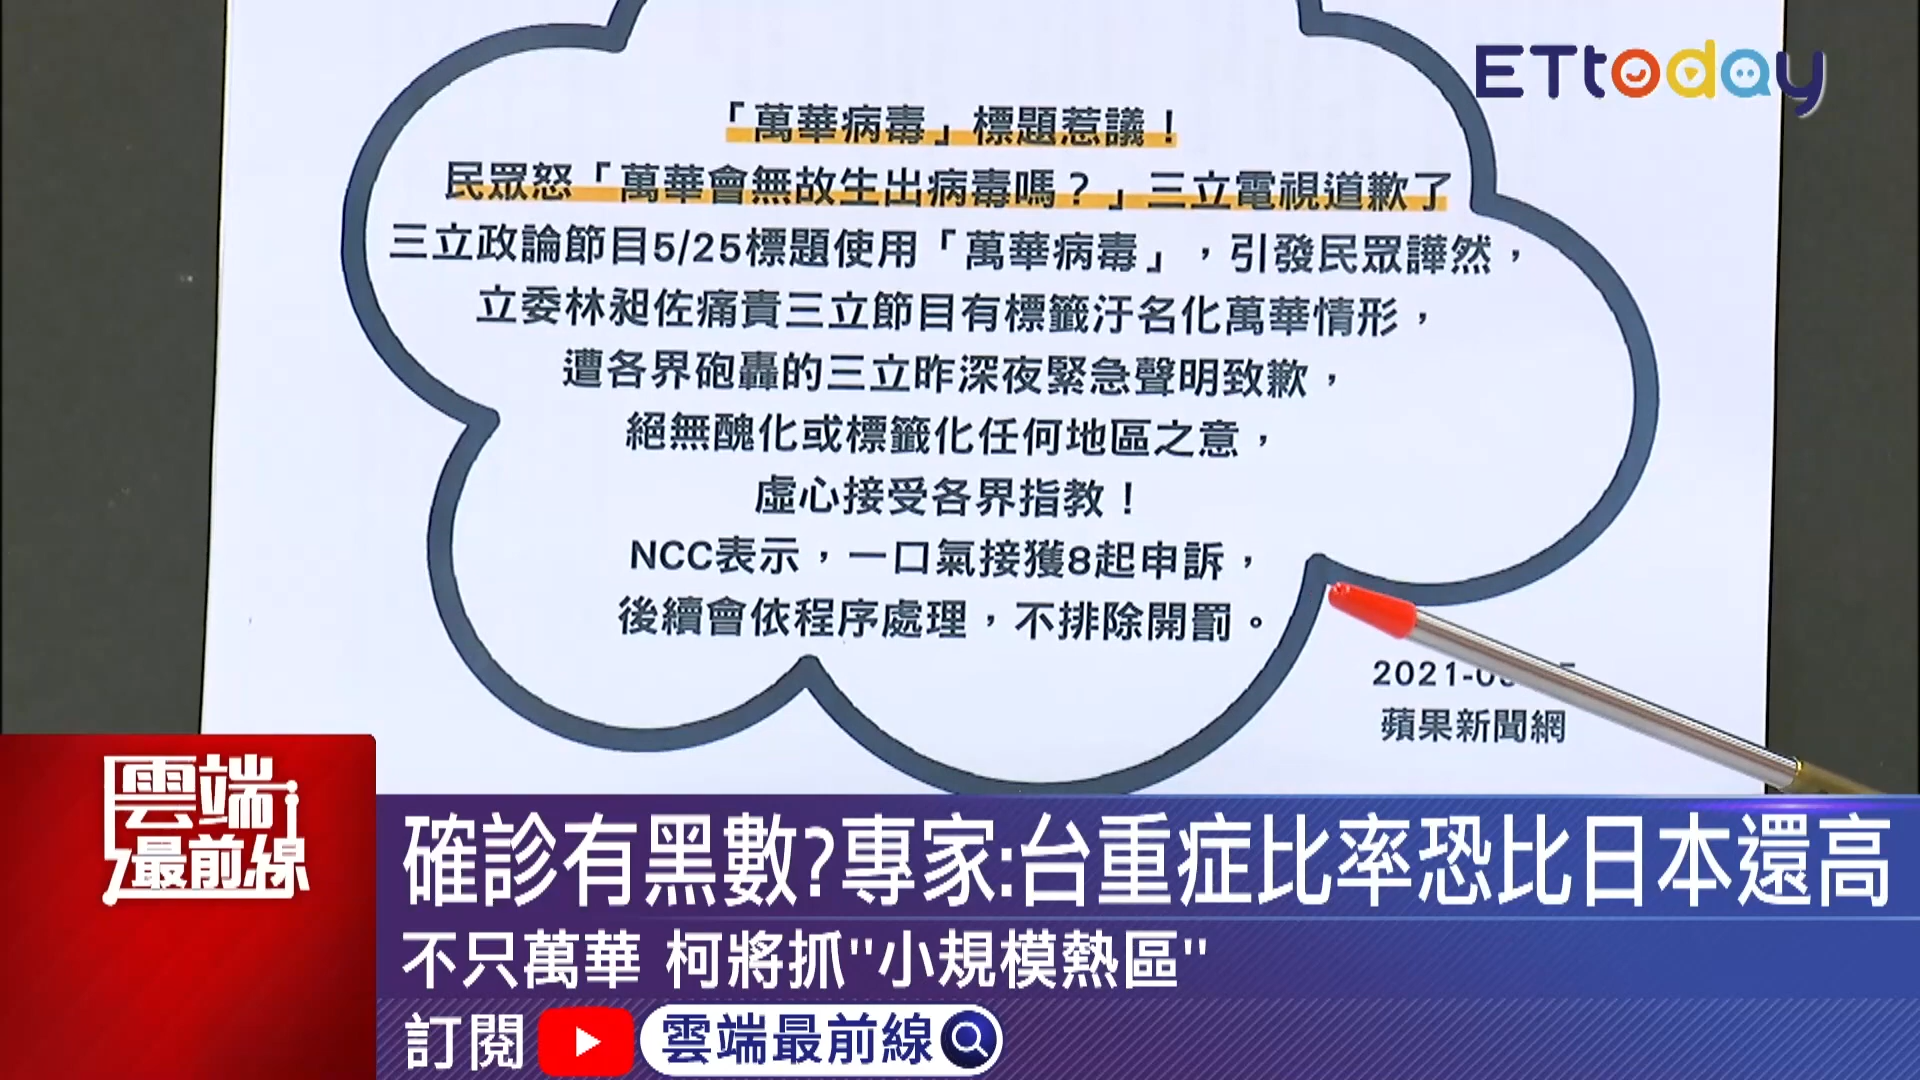 ETtoday
「萬華病毒」標題惹議！
民眾怒「萬華會無故生出病毒嗎？」三立電視道歉了
三立政論節目5/25標題使用「萬華病毒」，引發民眾譁然，
立委林昶佐痛責三立節目有標籤汙名化萬華情形，
遭各界砲轟的三立昨深夜緊急聲明致歉，
絕無醜化或標籤化任何地區之意，
虛心接受各界指教！
NCC表示，一口氣接獲8起申訴，
後續會依程序處理，不排除開罰。
蘋果新聞網
雲端
最前線
確診有黑數?專家:台重症比率恐比日本還高
不只萬華 柯將抓"小規模熱區"
訂閱 雲端最前線